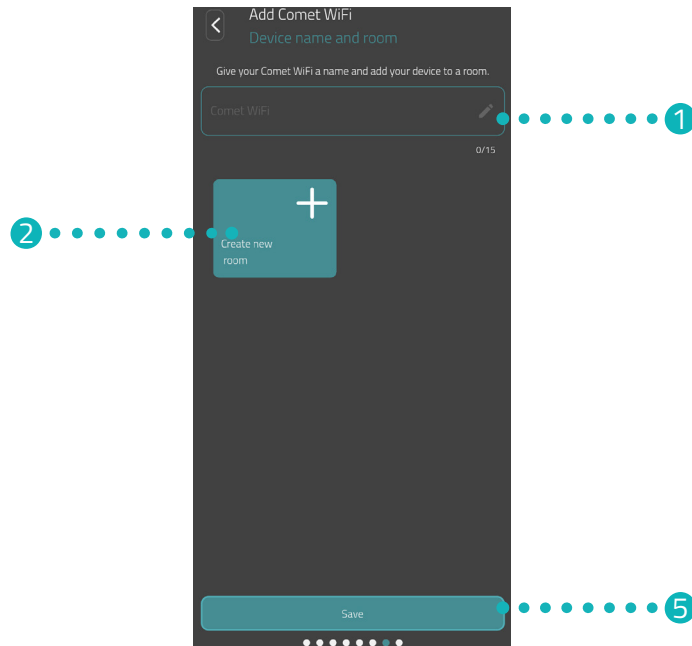 Add Comet WiFi
Device name and room
Give your Comet WiFi a name and add your device to a room.
Comet WiFi
1
0/15
2
Create new
room
Save
5